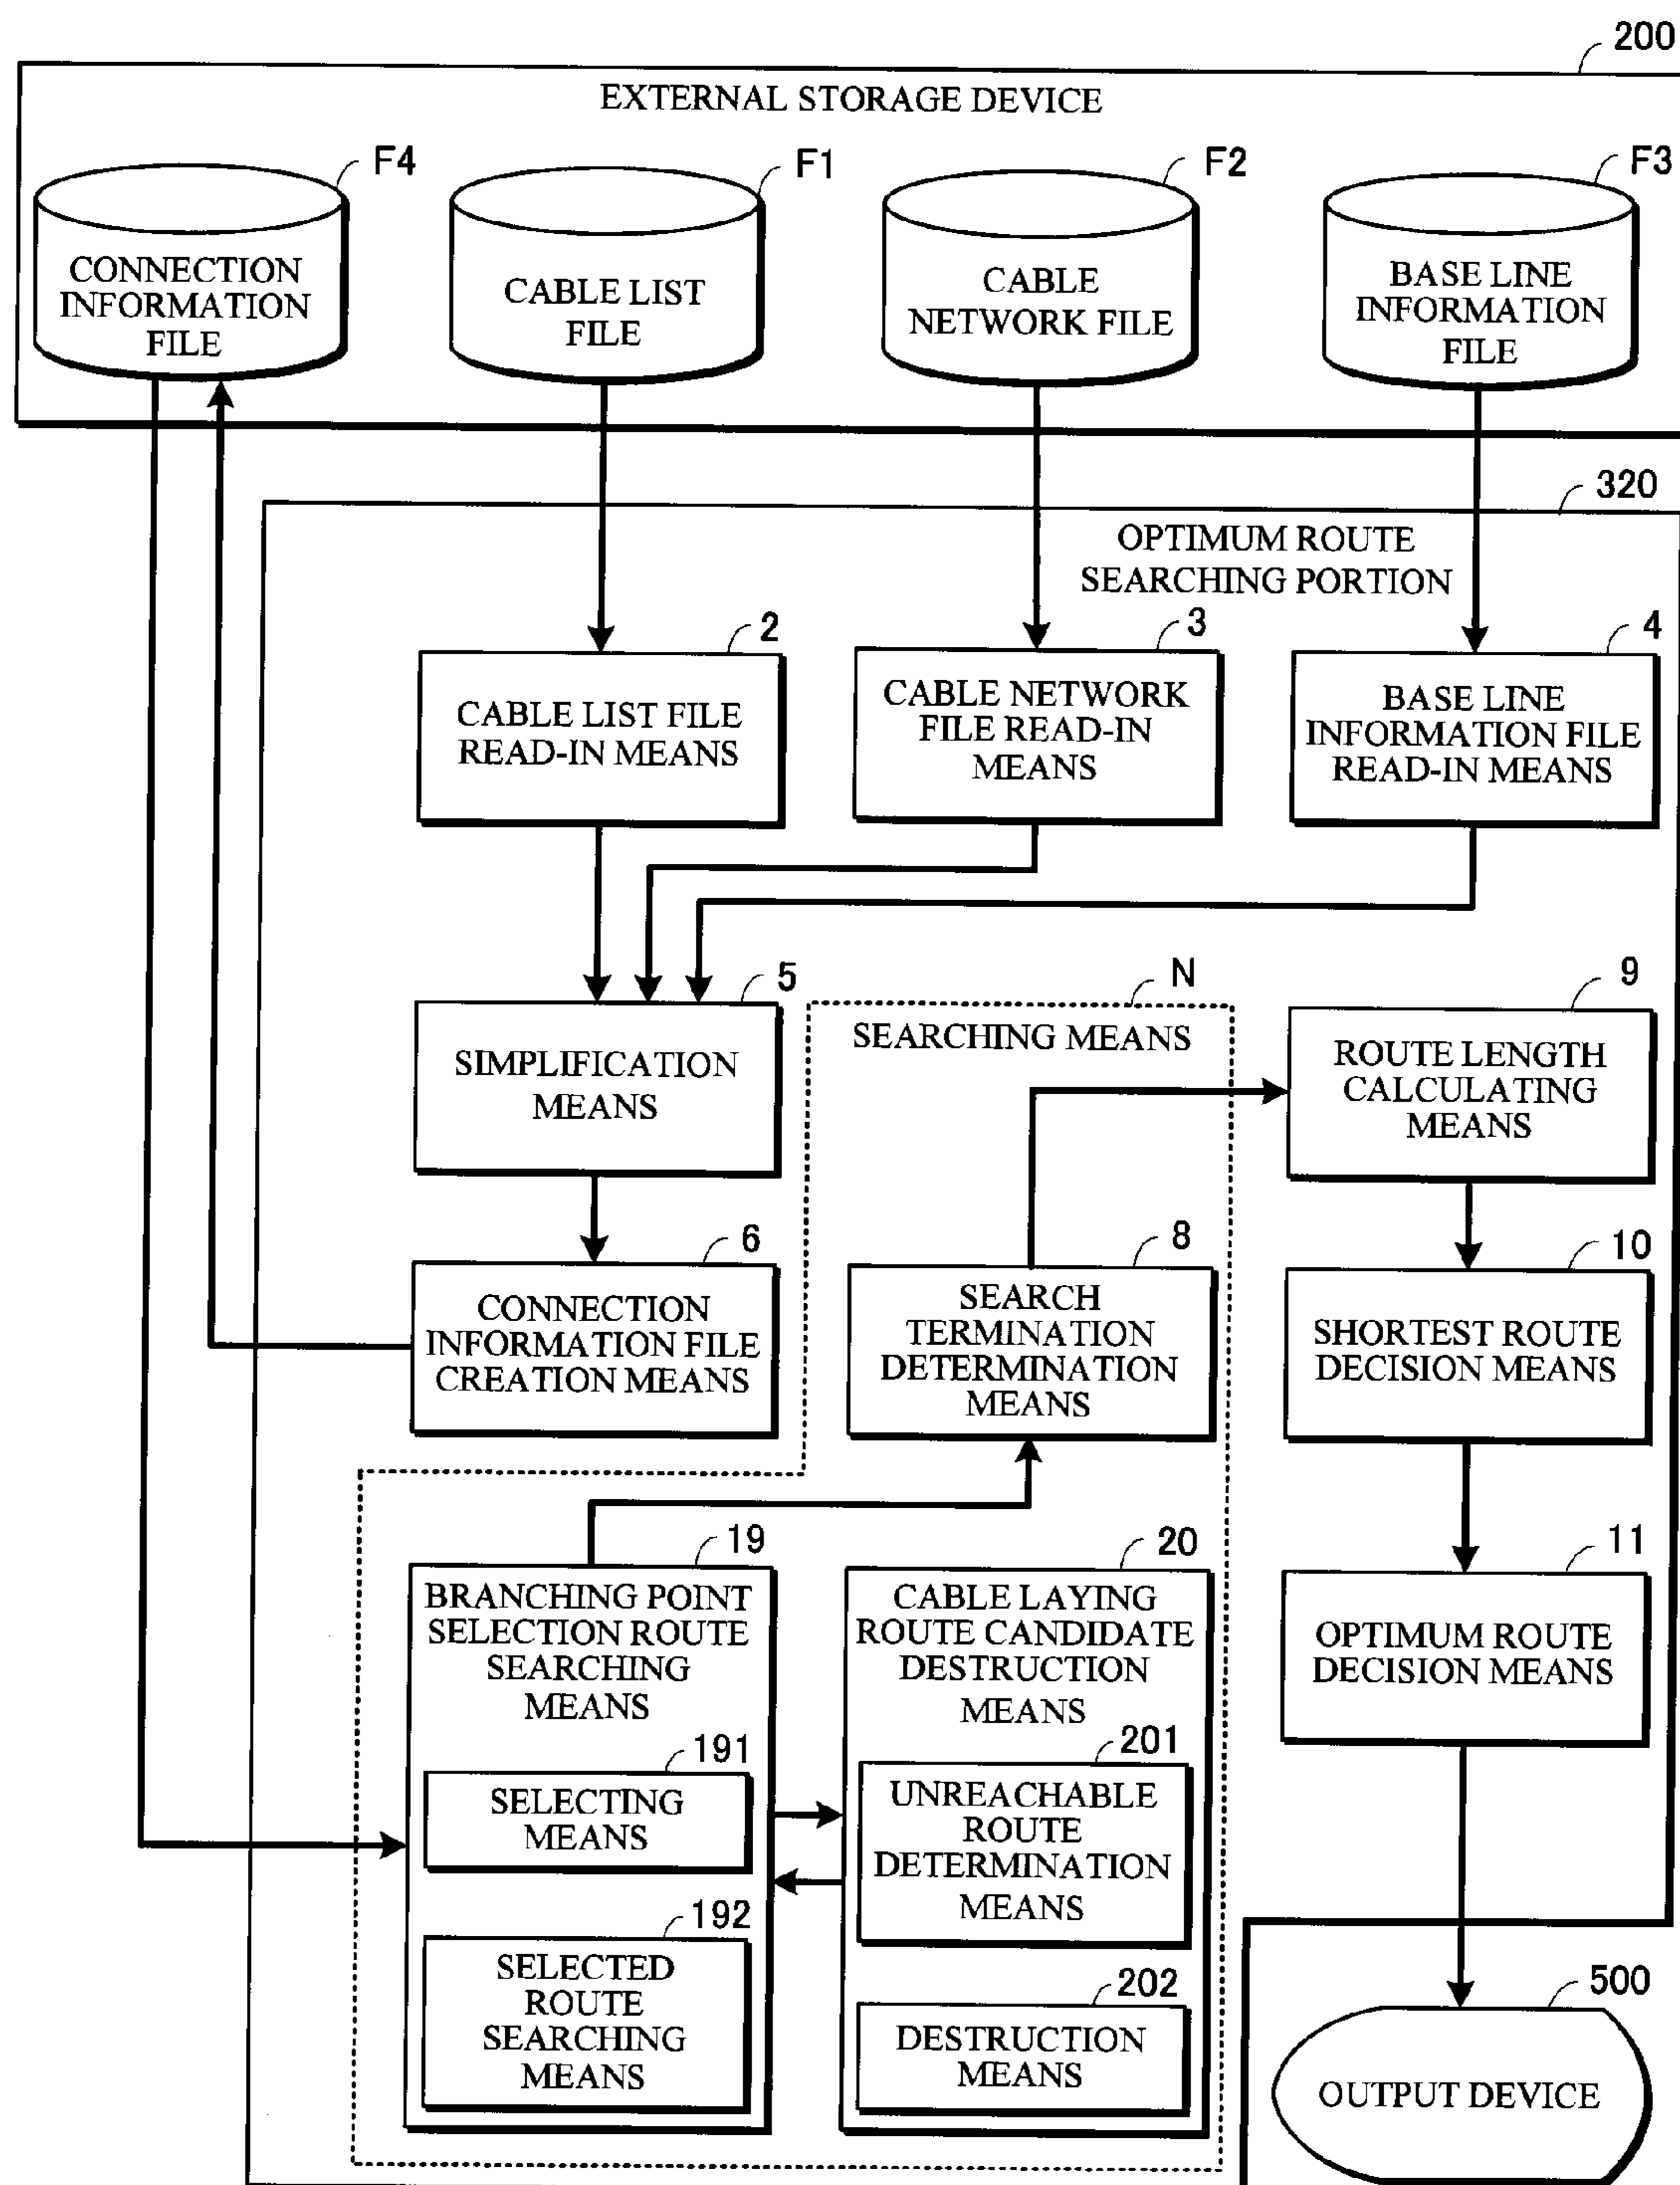 200
EXTERNAL STORAGE DEVICE
F4
F1
F2
F3
CONNECTION
INFORMATION
FILE
CABLE LIST
FILE
CABLE
NETWORK FILE
BASE LINE
INFORMATION
FILE
320
OPTIMUM ROUTE
SEARCHING PORTION
2
3
4
CABLE LIST FILE
READ-IN MEANS
CABLE NETWORK
FILE READ-IN
MEANS
BASE LINE
INFORMATION FILE
READ-IN MEANS
5
N
9
SIMPLIFICATION
MEANS
SEARCHING MEANS
ROUTE LENGTH
CALCULATING
MEANS
6
8
10
CONNECTION
INFORMATION FILE
CREATION MEANS
SEARCH
TERMINATION
DETERMINATION
MEANS
SHORTEST ROUTE
DECISION MEANS
19
20
11
BRANCHING POINT
SELECTION ROUTE
SEARCHING
MEANS
CABLE LAYING
ROUTE CANDIDATE
DESTRUCTION
MEANS
OPTIMUM ROUTE
DECISION MEANS
191
SELECTING
MEANS
201
UNREACHABLE
ROUTE
DETERMINATION
MEANS
192
SELECTED
ROUTE
SEARCHING
MEANS
202
DESTRUCTION
MEANS
500
OUTPUT DEVICE